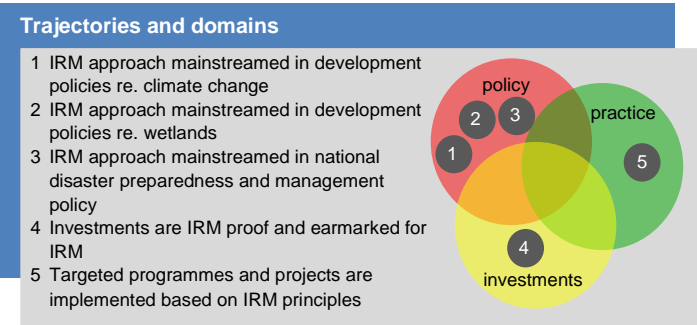 Trajectories and domains
1 IRM approach mainstreamed in development
policies re. climate change
2 IRM approach mainstreamed in development
policies re. wetlands
3 IRM approach mainstreamed in national
disaster preparedness and management
policy
4 Investments are IRM proof and earmarked for
IRM
5 Targeted programmes and projects are
implemented based on IRM principles
policy
practice
2
3
1
5
4
investments